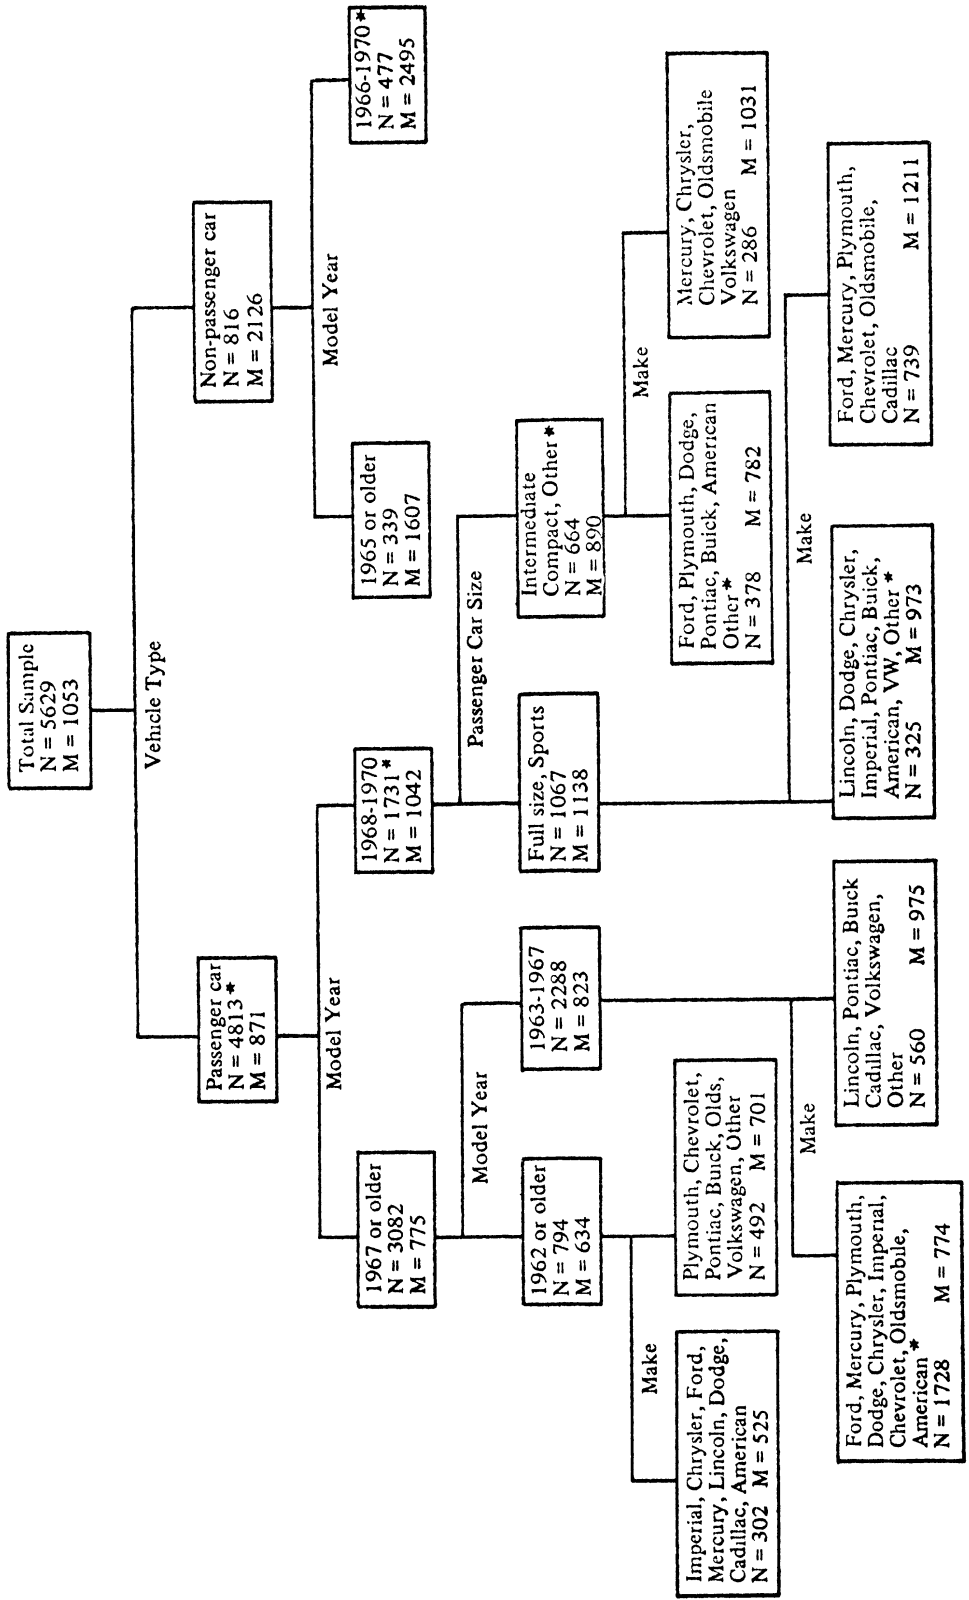 Total Sample
N = 5629
M = 1053
Vehicle Type
Passenger car
N = 4813*
M = 871
Non-passenger car
N = 816
M = 2126
Model Year
Model Year
1967 or older
N = 3082
M = 775
1968-1970
N = 1731*
M = 1042
1965 or older
N = 339
M = 1607
1966-1970*
N = 477
M = 2495
Model Year
Passenger Car Size
1962 or older
N = 794
M = 634
1963-1967
N = 2288
M = 823
Full size, Sports
N = 1067
M = 1138
Intermediate
Compact, Other*
N = 664
M = 890
Make
Make
Imperial, Chrysler, Ford,
Mercury, Lincoln, Dodge,
Cadillac, American
N = 302 M = 525
Plymouth, Chevrolet,
Pontiac, Buick, Olds,
Volkswagen, Other
N = 492 M = 701
Ford, Plymouth, Dodge,
Pontiac, Buick, American
Other*
N = 378 M = 782
Mercury, Chrysler,
Chevrolet, Oldsmobile
Volkswagen
N = 286 M = 1031
Make
Make
Ford, Mercury, Plymouth,
Dodge, Chrysler, Imperial,
Chevrolet, Oldsmobile,
American*
N = 1728 M = 774
Lincoln, Pontiac, Buick
Cadillac, Volkswagen,
Other
N = 560 M = 975
Lincoln, Dodge, Chrysler,
Imperial, Pontiac, Buick,
American, VW, Other*
N = 325 M = 973
Ford, Mercury, Plymouth,
Chevrolet, Oldsmobile,
Cadillac
N = 739 M = 1211